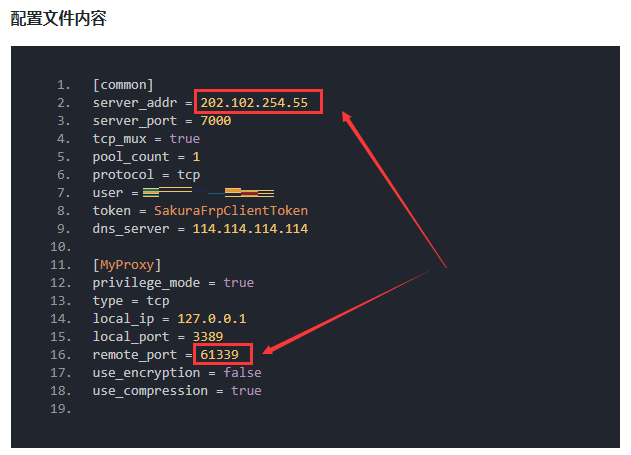 配置文件内容
1. [common]
2. server_addr = 202.102.254.55
3. server_port = 7000
4. tcp_mux = true
5. pool_count = 1
6. protocol = tcp
7. user =
8. token = SakuraFrpClientToken
9. dns_server = 114.114.114.114
10.
11. [MyProxy]
12. privilege_mode = true
13. type = tcp
14. local_ip = 127.0.0.1
15. local_port = 3389
16. remote_port = 61339
17. use_encryption = false
18. use_compression = true
19.